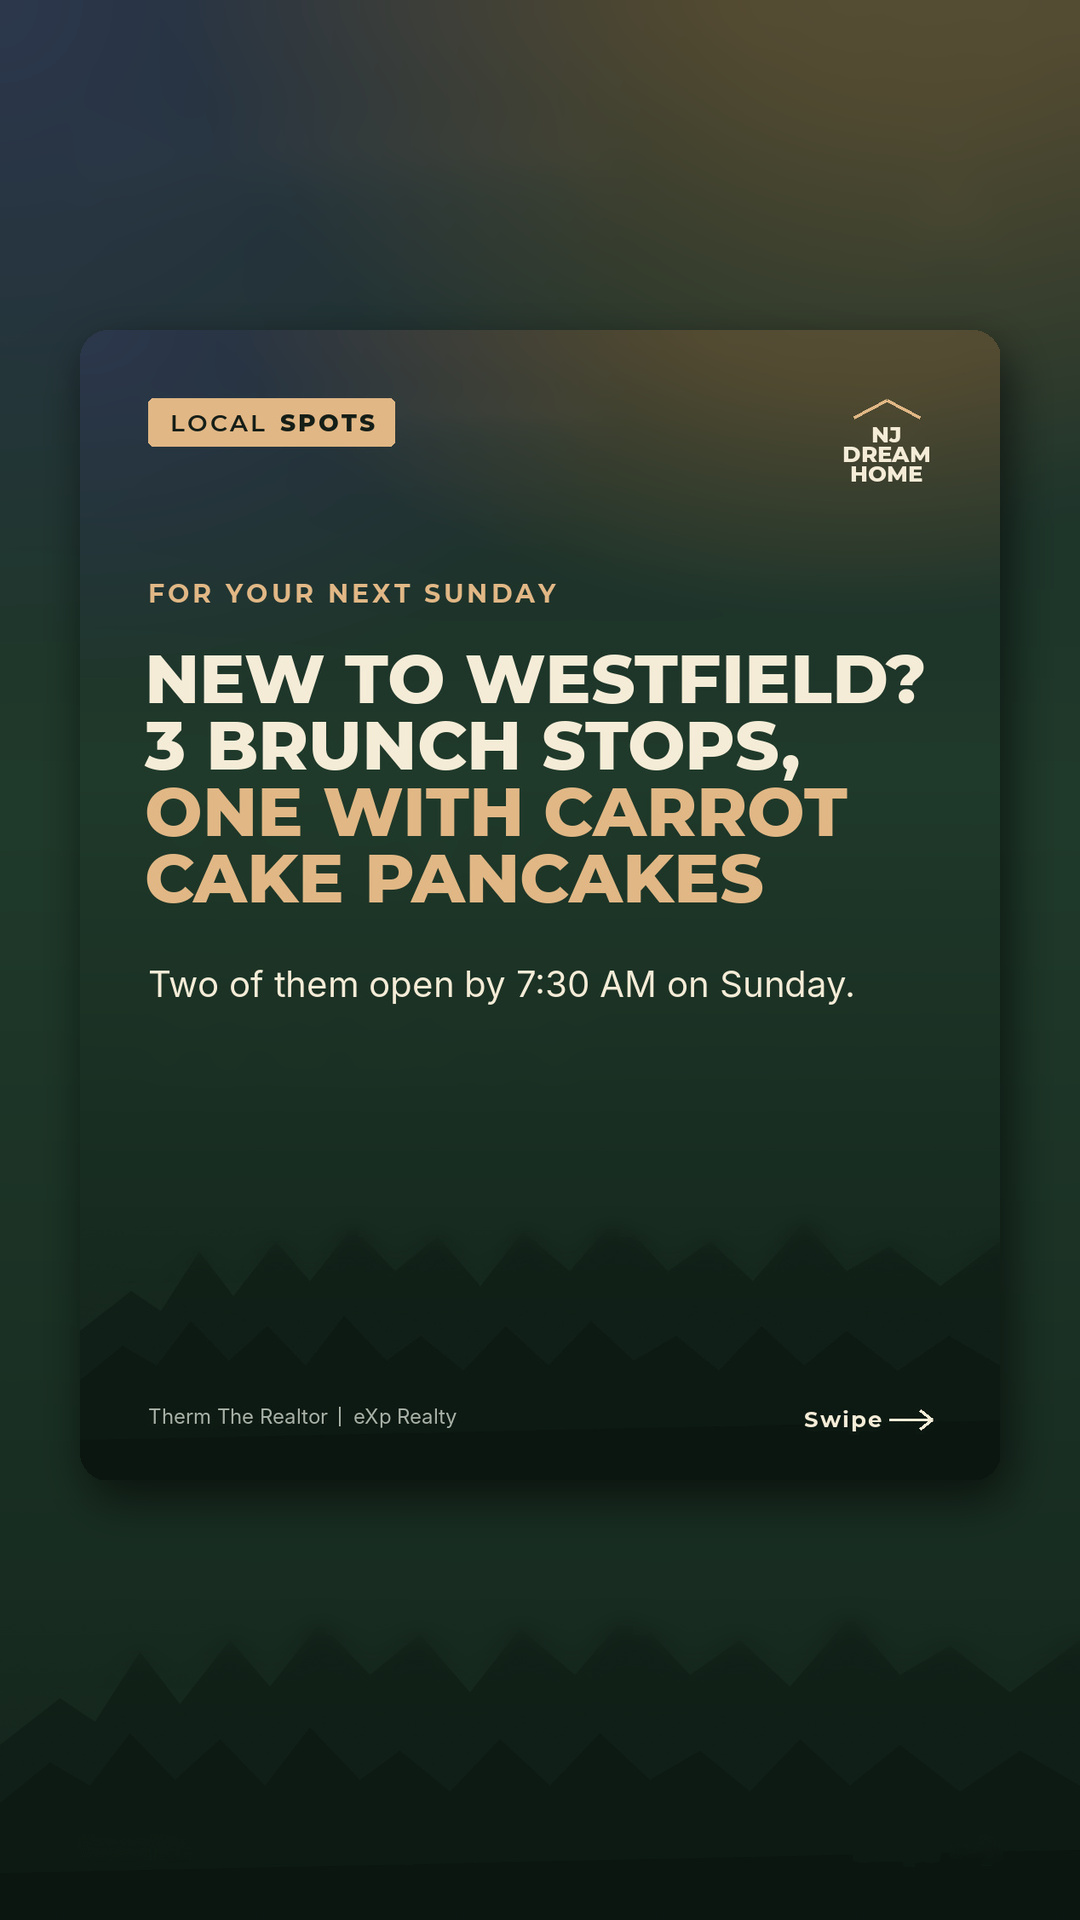 LOCAL SPOTS
NJ
DREAM
HOME
FOR YOUR NEXT SUNDAY
NEW TO WESTFIELD?
3 BRUNCH STOPS,
ONE WITH CARROT
CAKE PANCAKES
Two of them open by 7:30 AM on Sunday.
Therm The Realtor | eXp Realty
Swipe